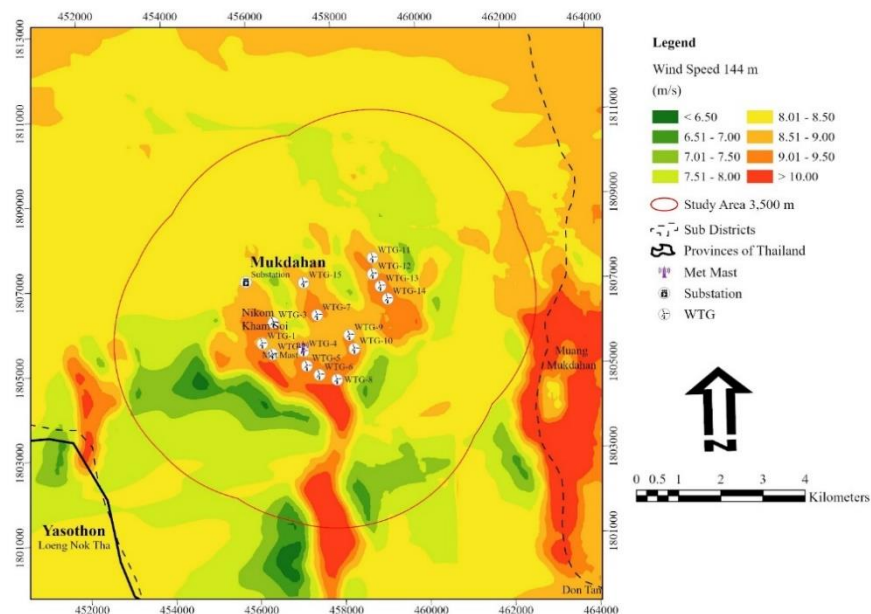 452000 454000 456000 458000 460000 462000 464000
1813000
1811000
1809000
1807000
1805000
1803000
1801000
Mukdahan
Substation
WTG-15
WTG-11
WTG-12
WTG-13
WTG-14
Nikom
Kham Soi
WTG-3
WTG-7
WTG-1
WTG-9
WTG-4
WTG-10
Met Mast
WTG-5
WTG-6
WTG-8
Muang
Mukdahan
Yasothon
Loeng Nok Tha
Don Tan
1811000
1809000
1807000
1805000
1803000
1801000
452000 454000 456000 458000 460000 462000 464000
Legend
Wind Speed 144 m
(m/s)
< 6.50
6.51 - 7.00
7.01 - 7.50
7.51 - 8.00
8.01 - 8.50
8.51 - 9.00
9.01 - 9.50
> 10.00
Study Area 3,500 m
Sub Districts
Provinces of Thailand
Met Mast
Substation
WTG
N
0 0.5 1 2 3 4
Kilometers